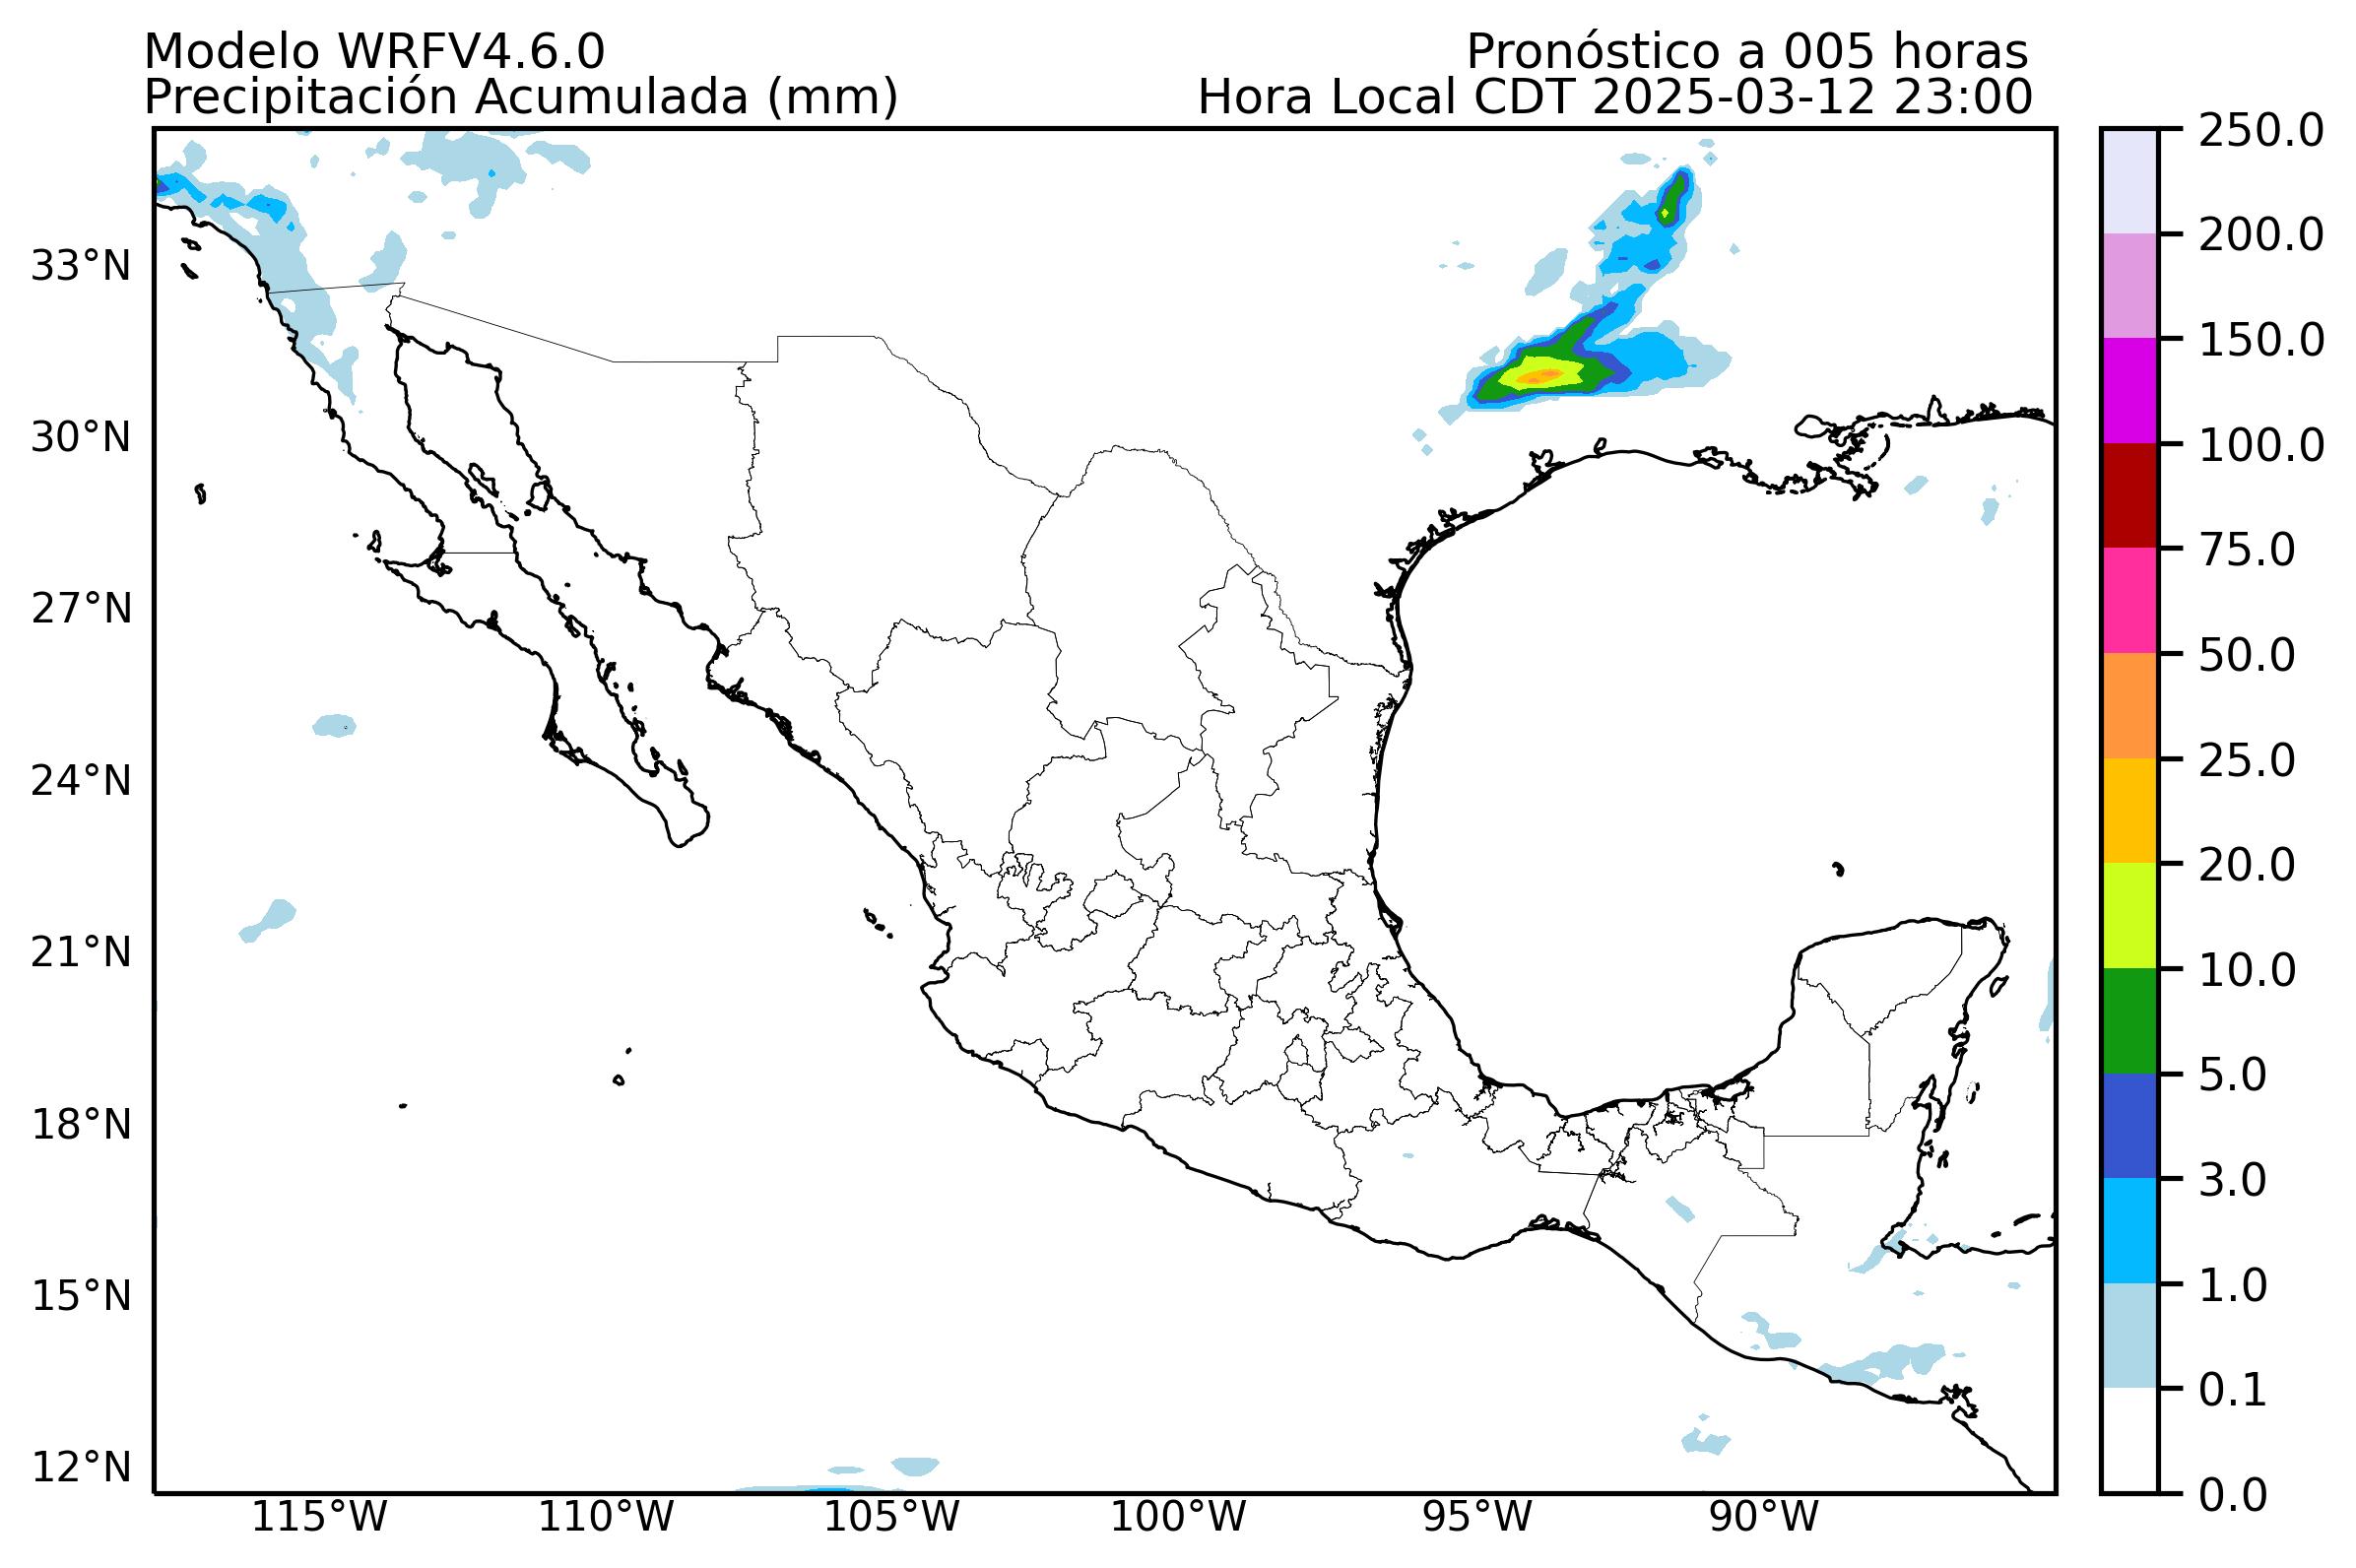 Modelo WRFV4.6.0
Pronóstico a 005 horas
Precipitación Acumulada (mm)
Hora Local CDT 2025-03-12 23:00
33°N
30°N
27°N
24°N
21°N
18°N
15°N
12°N
115°W
110°W
105°W
100°W
95°W
90°W
250.0
200.0
150.0
100.0
75.0
50.0
25.0
20.0
10.0
5.0
3.0
1.0
0.1
0.0